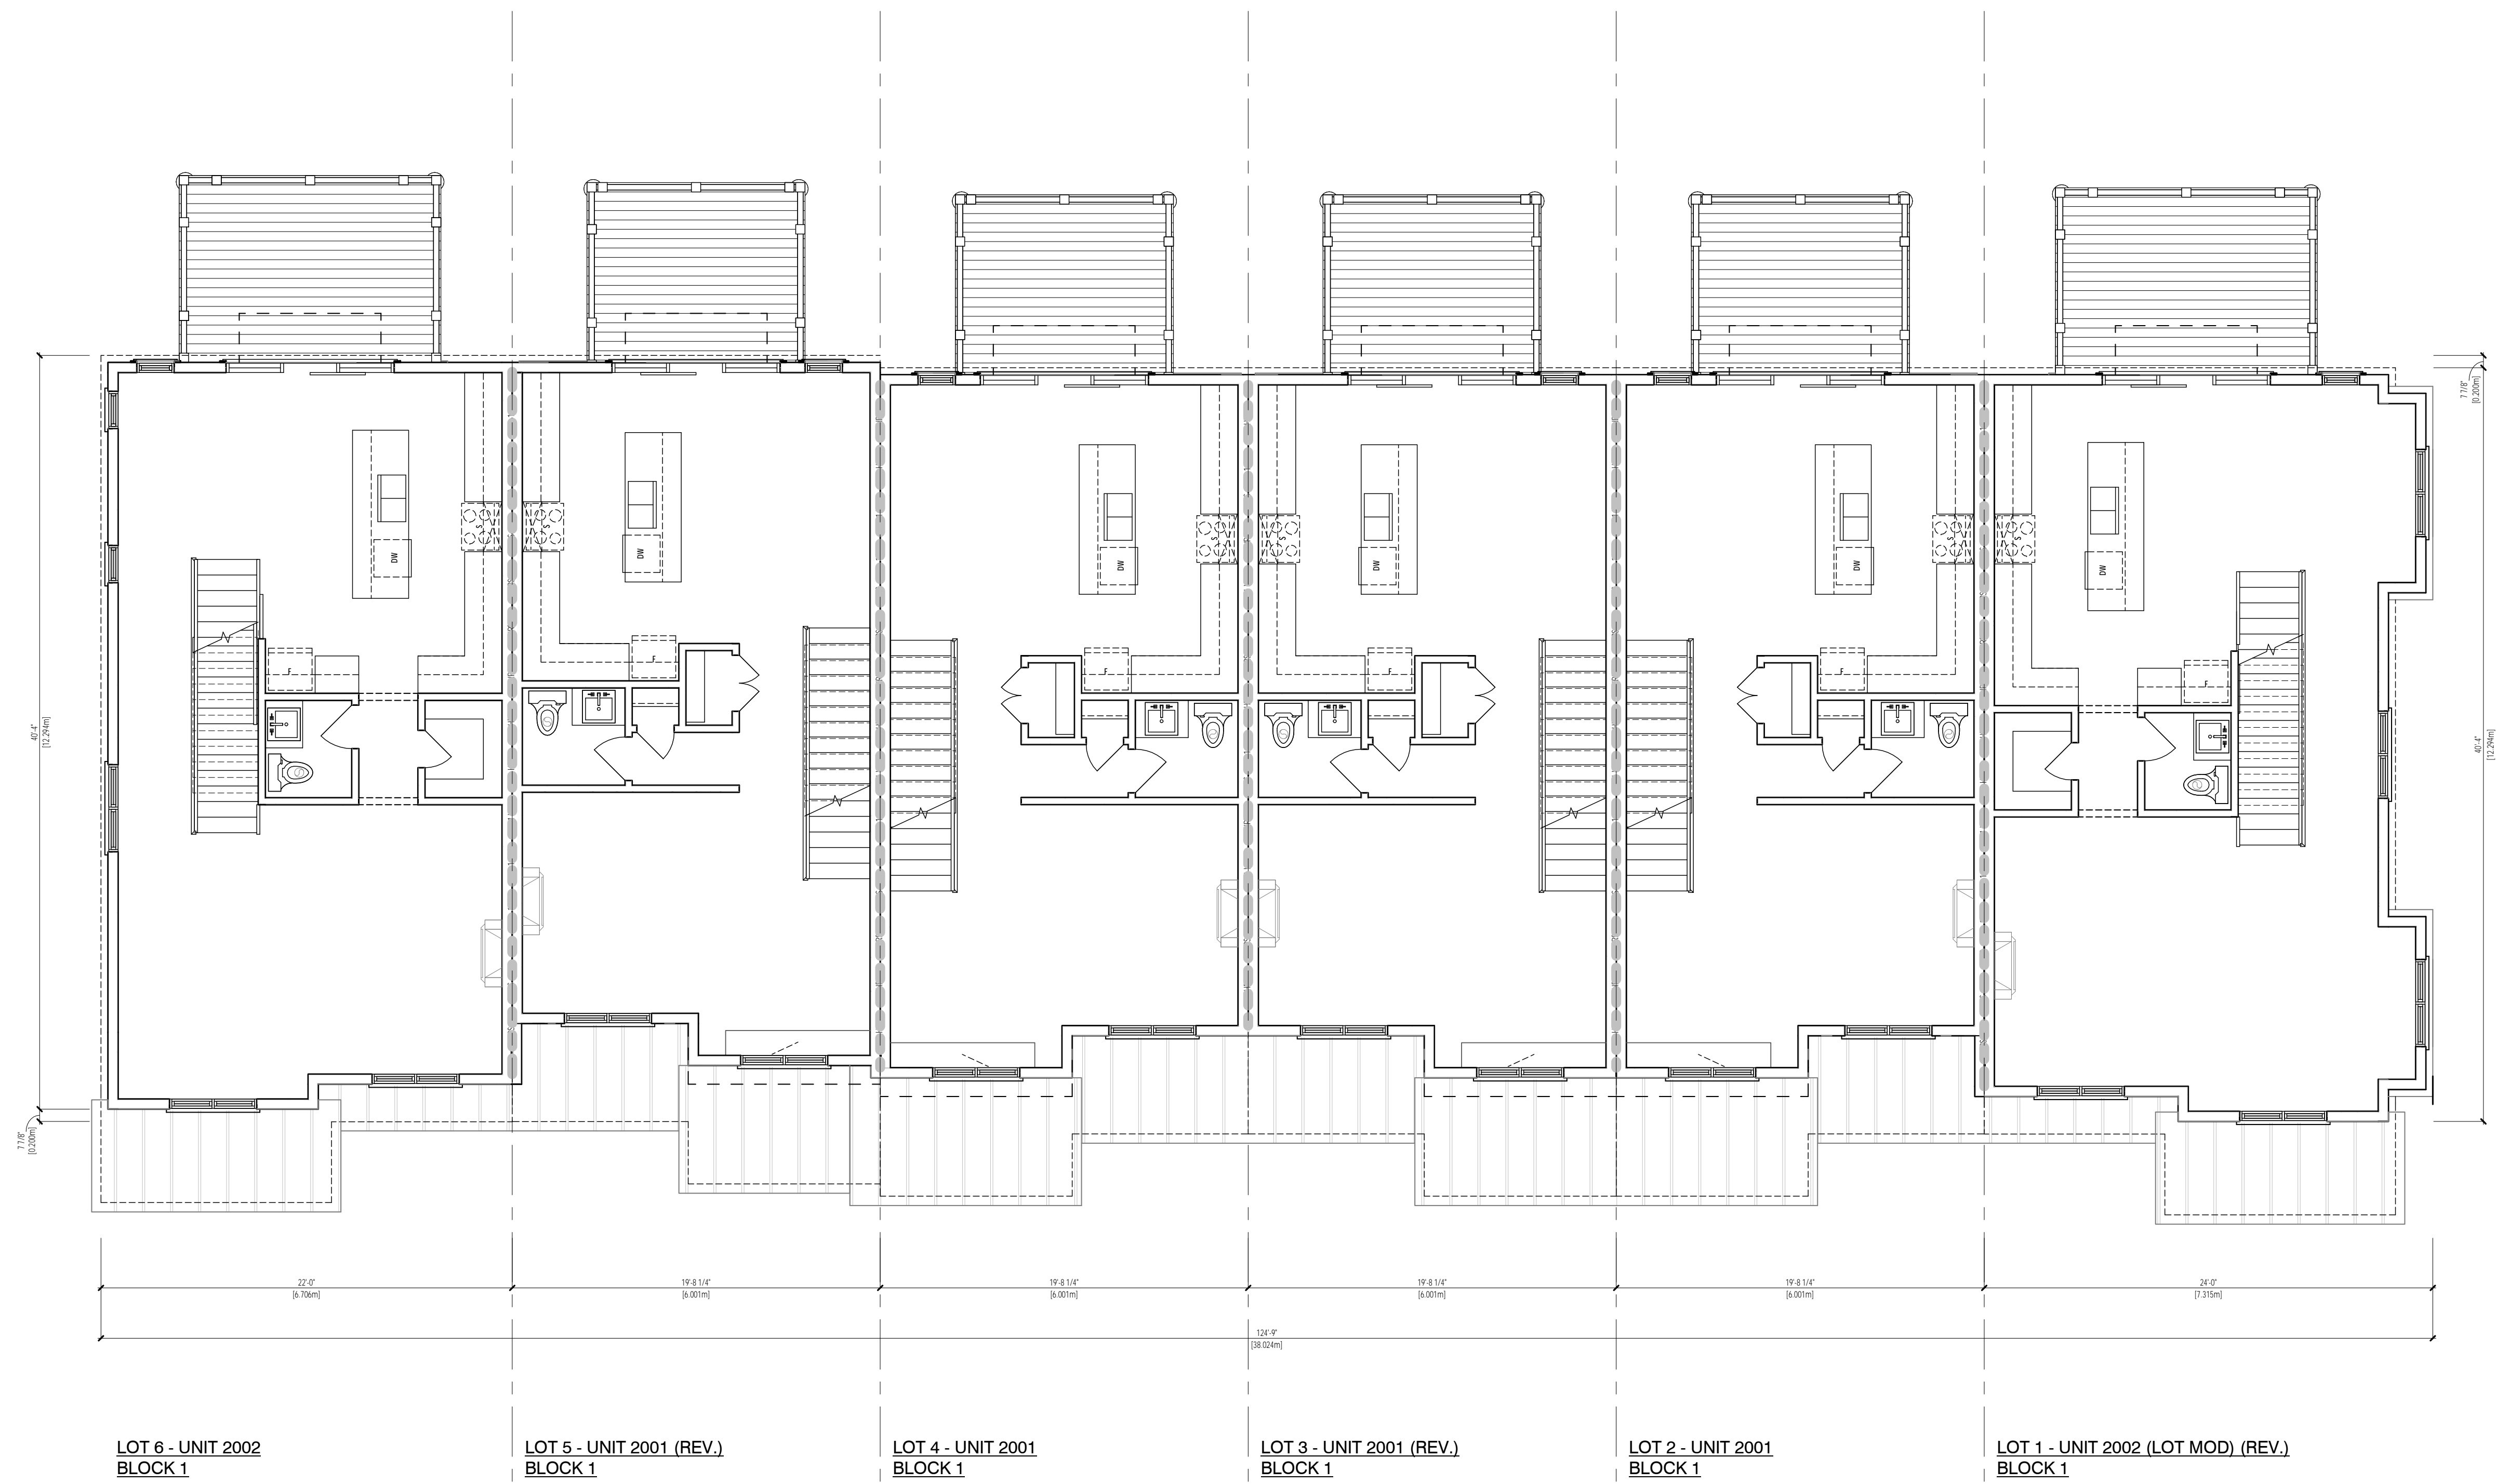 DW
S
F
S
DW
F
DW
S
F
S
DW
F
DW
S
F
S
DW
F
40'-4"
[12.294m]
7 7/8"
[0.200m]
7 7/8"
[0.200m]
40'-4"
[12.294m]
22'-0"
[6.706m]
19'-8 1/4"
[6.001m]
19'-8 1/4"
[6.001m]
19'-8 1/4"
[6.001m]
19'-8 1/4"
[6.001m]
24'-0"
[7.315m]
124'-9"
[38.024m]
LOT 6 - UNIT 2002
BLOCK 1
LOT 5 - UNIT 2001 (REV.)
BLOCK 1
LOT 4 - UNIT 2001
BLOCK 1
LOT 3 - UNIT 2001 (REV.)
BLOCK 1
LOT 2 - UNIT 2001
BLOCK 1
LOT 1 - UNIT 2002 (LOT MOD) (REV.)
BLOCK 1